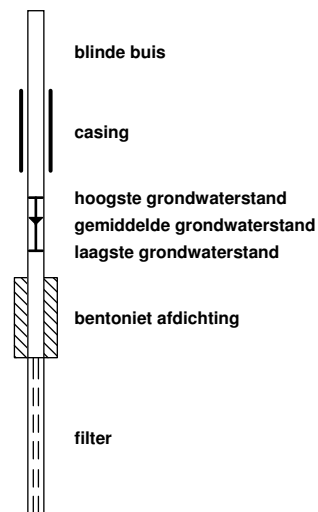 blinde buis
casing
hoogste grondwaterstand
gemiddelde grondwaterstand
laagste grondwaterstand
bentoniet afdichting
filter